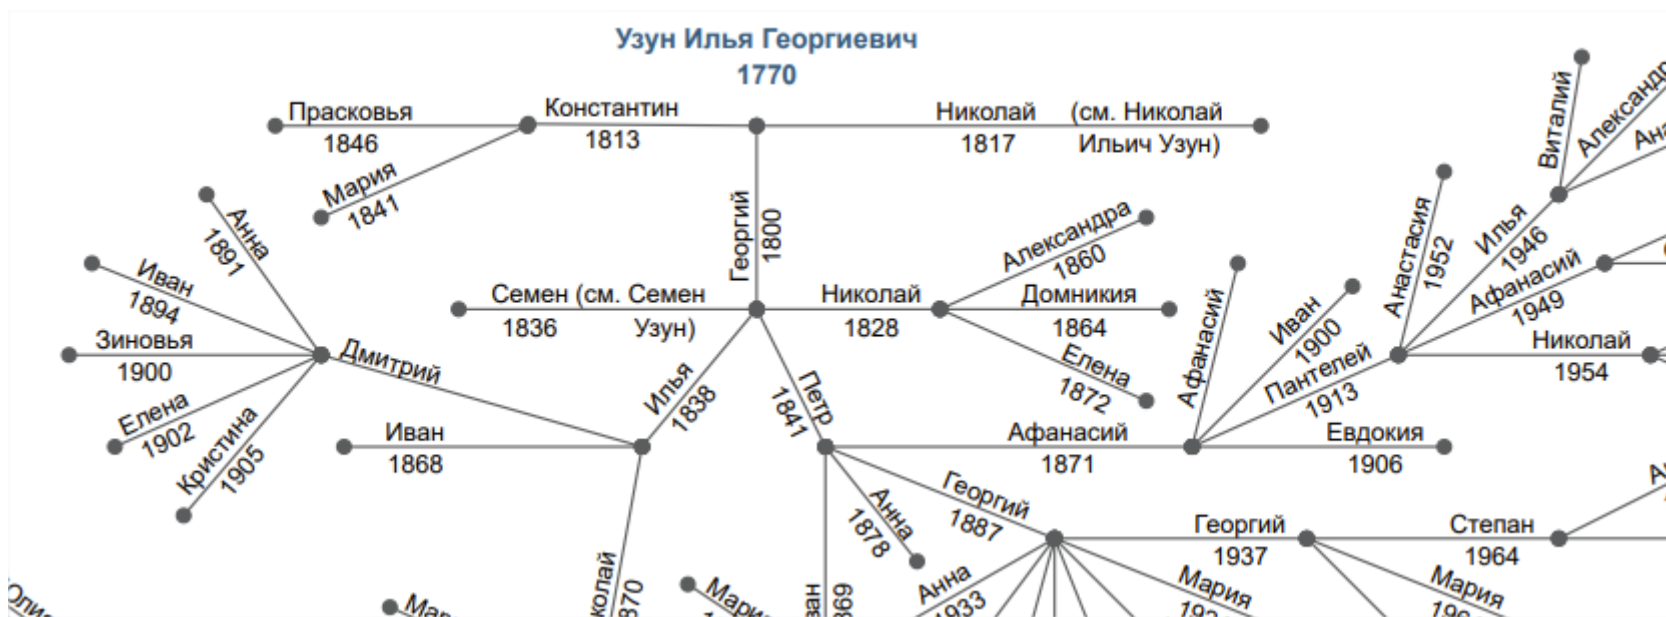 Узун Илья Георгиевич
1770
Прасковья
1846
Константин
1813
Николай (см. Николай
1817 Ильич Узун)
Мария
1841
Георгий
1800
Анна
1891
Иван
1894
Зиновья
1900
Елена
1902
Кристина
1905
Дмитрий
Иван
1868
Семен (см. Семен
1836 Узун)
Илья
1838
Петр
1841
Николай
1828
Александра
1860
Домникия
1864
Елена
1872
Афанасий
1871
Афанасий
Иван
1900
Пантелей
1913
Евдокия
1906
Анастасия
1952
Илья
1946
Виталий
Александр
Афанасий
1949
Николай
1954
Анна
1878
Георгий
1887
Георгий
1937
Степан
1964
Анна
1933
Мария
Мария
Мария